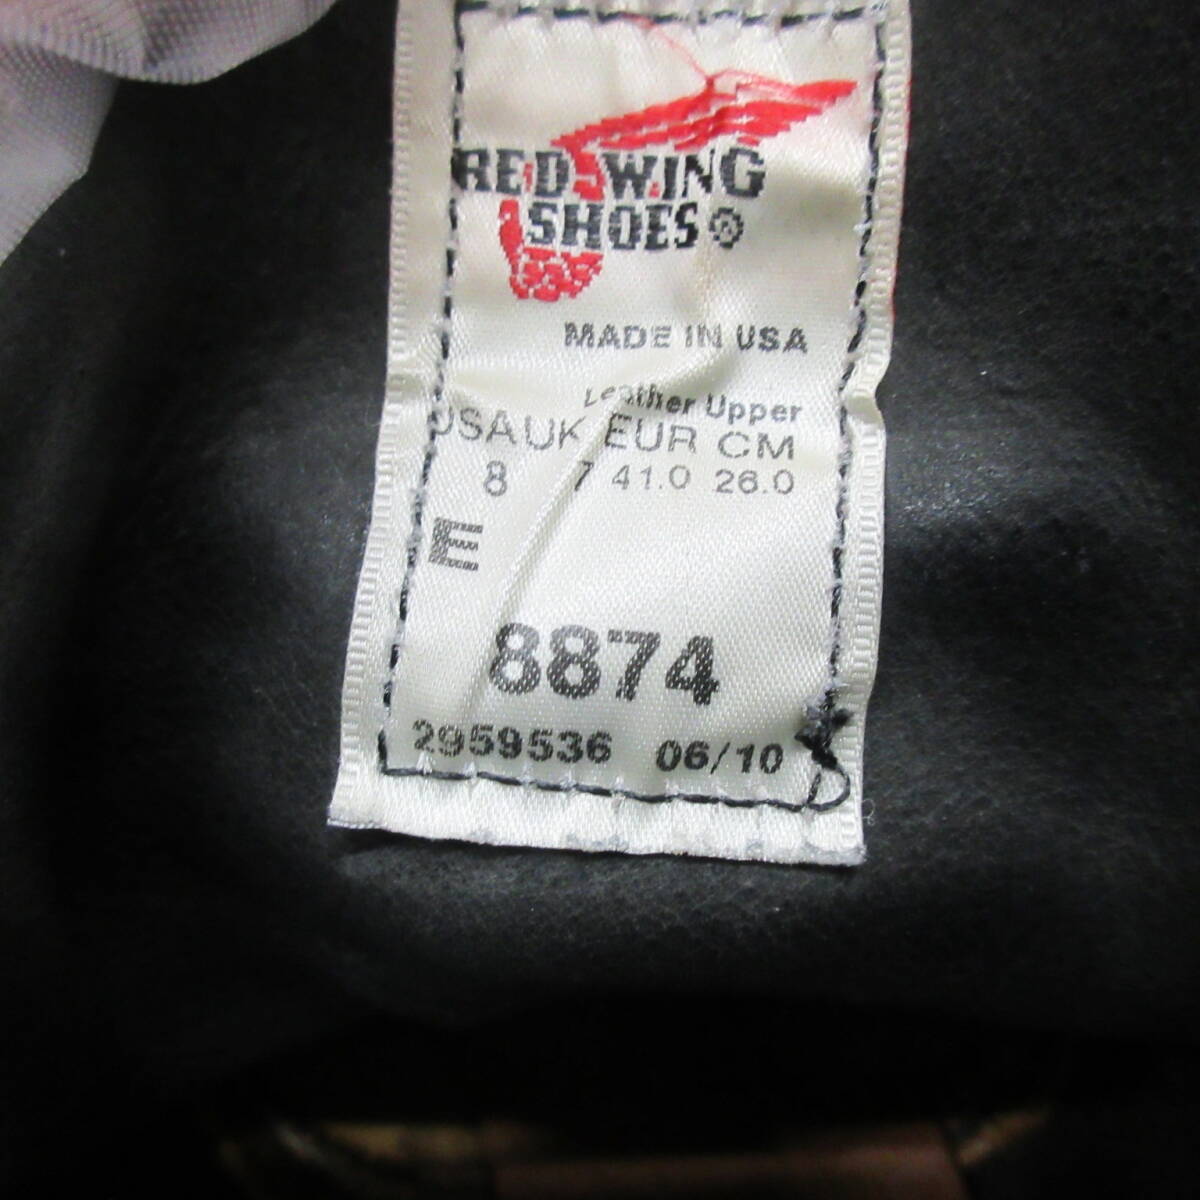 RED WING
SHOES®
MADE IN USA
Leather Upper
USA UK EUR CM
8 7 41.0 26.0
E
8874
2959536 06/10